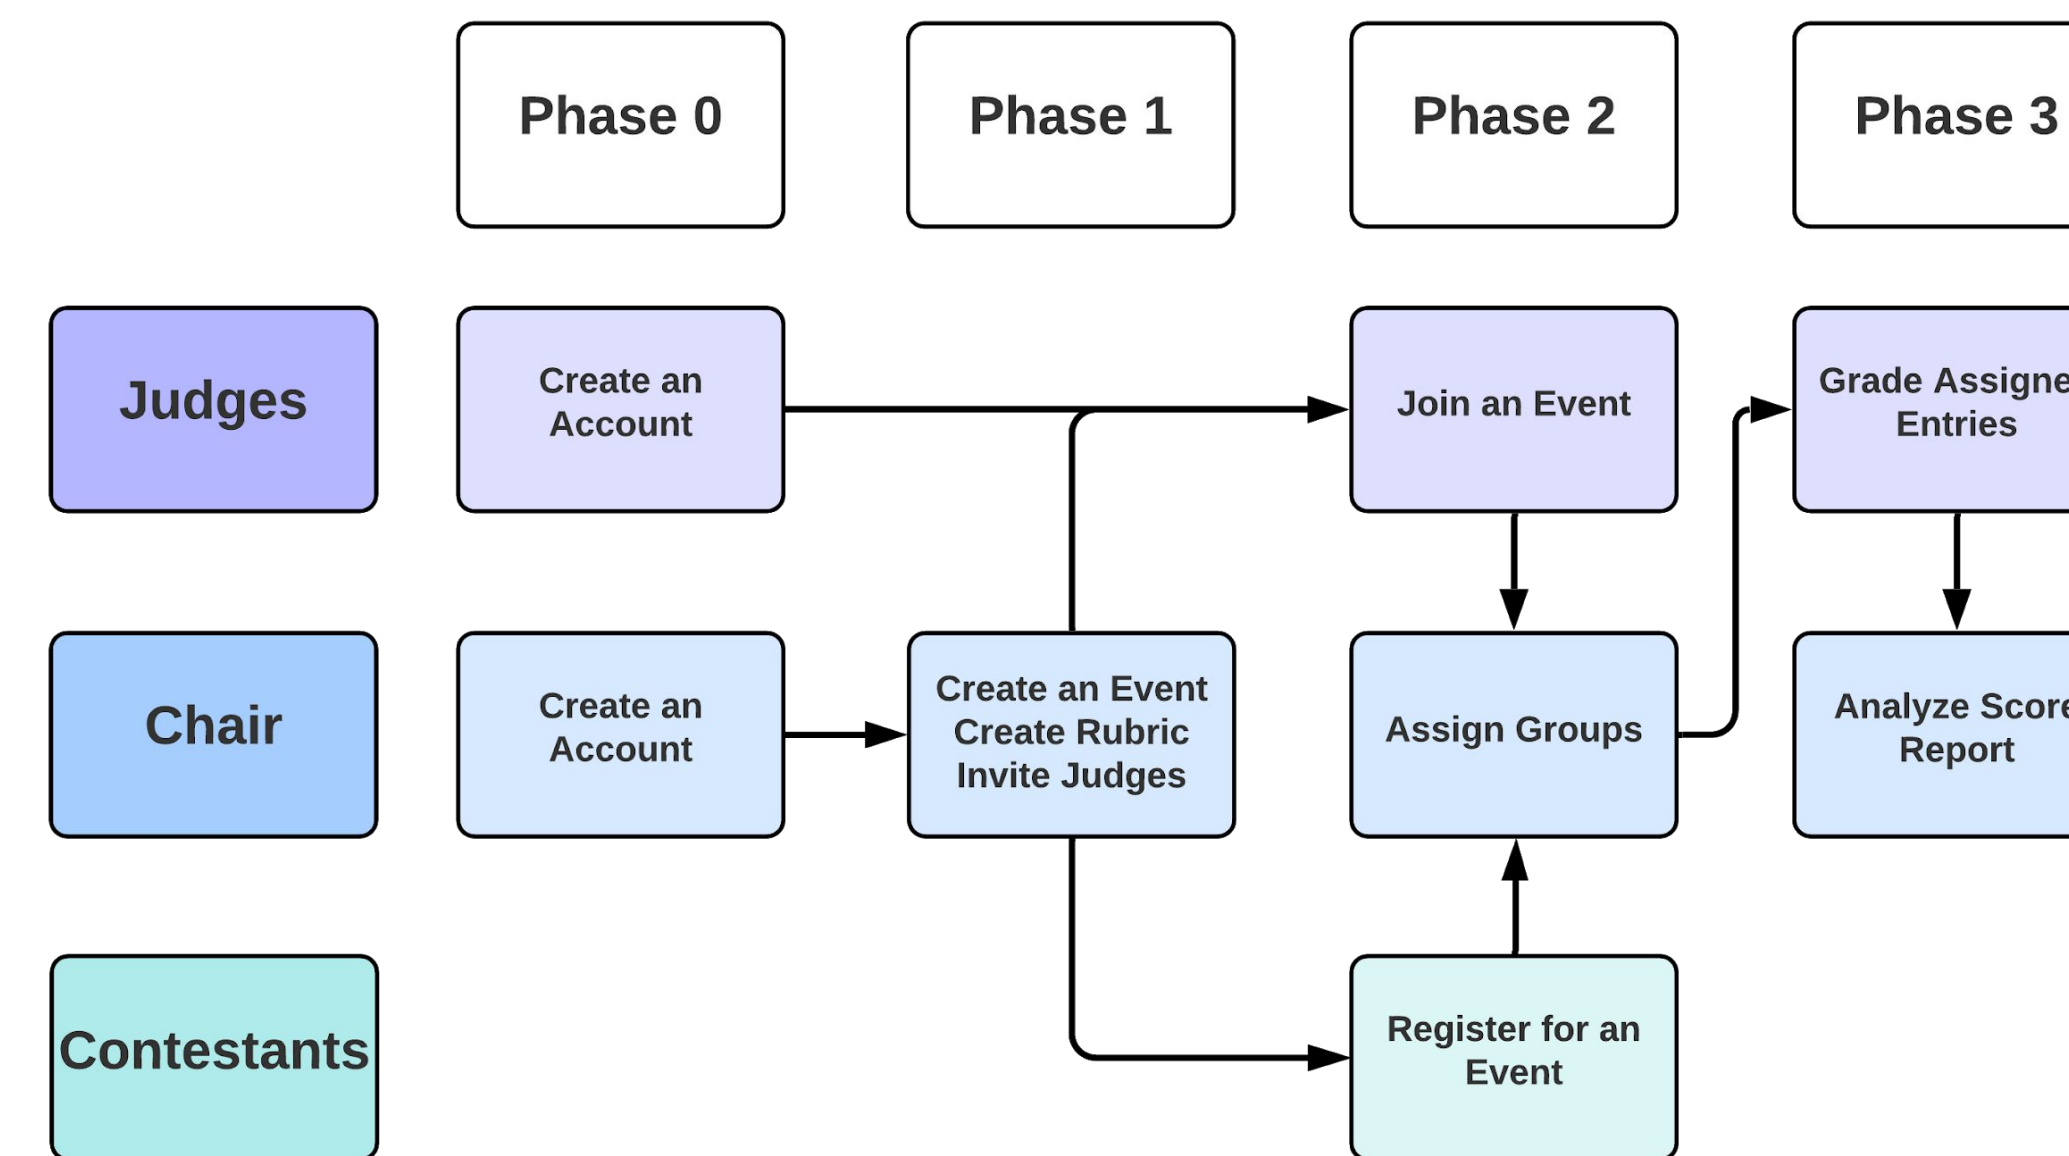 Phase 0
Phase 1
Phase 2
Phase 3
Judges
Create an
Account
Join an Event
Grade Assigne
Entries
Chair
Create an
Account
Create an Event
Create Rubric
Invite Judges
Assign Groups
Analyze Score
Report
Contestants
Register for an
Event